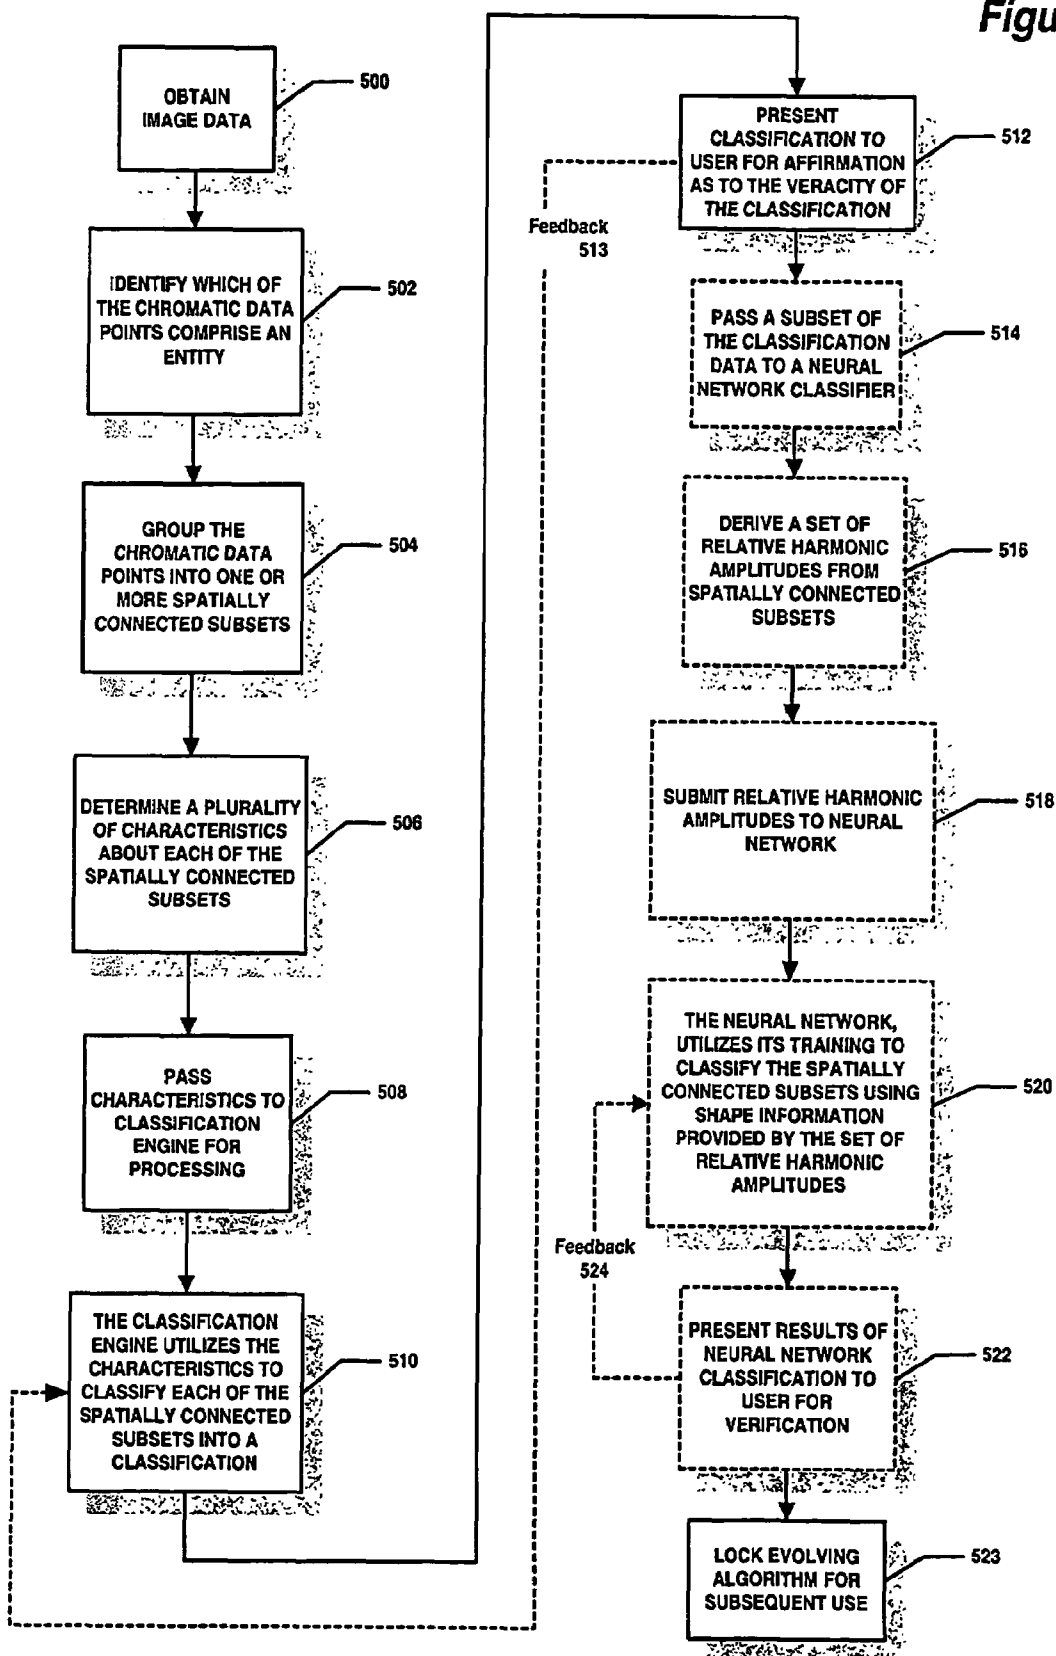 Figu
OBTAIN
IMAGE DATA
500
IDENTIFY WHICH OF
THE CHROMATIC DATA
POINTS COMPRISE AN
ENTITY
502
GROUP THE
CHROMATIC DATA
POINTS INTO ONE OR
MORE SPATIALLY
CONNECTED SUBSETS
504
DETERMINE A PLURALITY
OF CHARACTERISTICS
ABOUT EACH OF THE
SPATIALLY CONNECTED
SUBSETS
506
PASS
CHARACTERISTICS TO
CLASSIFICATION
ENGINE FOR
PROCESSING
508
THE CLASSIFICATION
ENGINE UTILIZES THE
CHARACTERISTICS TO
CLASSIFY EACH OF THE
SPATIALLY CONNECTED
SUBSETS INTO A
CLASSIFICATION
510
PRESENT
CLASSIFICATION TO
USER FOR AFFIRMATION
AS TO THE VERACITY OF
THE CLASSIFICATION
512
Feedback
513
PASS A SUBSET OF
THE CLASSIFICATION
DATA TO A NEURAL
NETWORK CLASSIFIER
514
DERIVE A SET OF
RELATIVE HARMONIC
AMPLITUDES FROM
SPATIALLY CONNECTED
SUBSETS
516
SUBMIT RELATIVE HARMONIC
AMPLITUDES TO NEURAL
NETWORK
518
THE NEURAL NETWORK,
UTILIZES ITS TRAINING TO
CLASSIFY THE SPATIALLY
CONNECTED SUBSETS USING
SHAPE INFORMATION
PROVIDED BY THE SET OF
RELATIVE HARMONIC
AMPLITUDES
520
Feedback
524
PRESENT RESULTS OF
NEURAL NETWORK
CLASSIFICATION TO
USER FOR
VERIFICATION
522
LOCK EVOLVING
ALGORITHM FOR
SUBSEQUENT USE
523